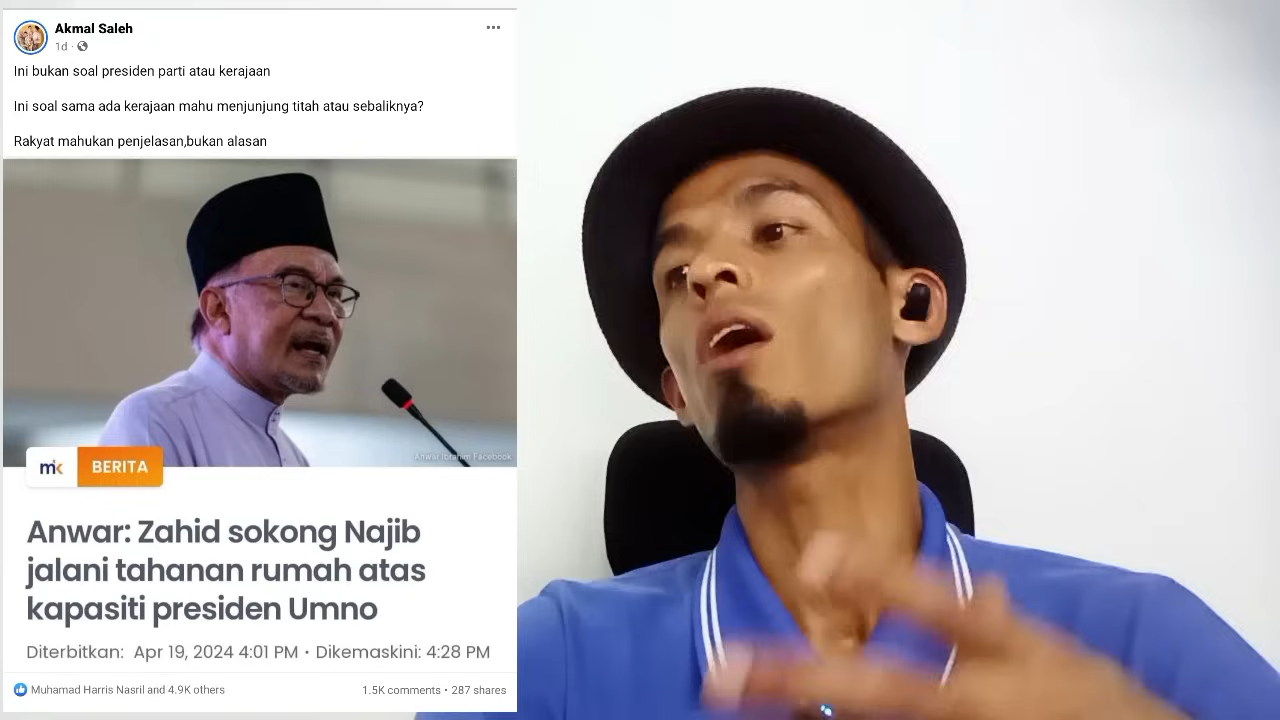 Akmal Saleh
1d ·
Ini bukan soal presiden parti atau kerajaan
Ini soal sama ada kerajaan mahu menjunjung titah atau sebaliknya?
Rakyat mahukan penjelasan,bukan alasan
Anwar Ibrahim Facebook
mk BERITA
Anwar: Zahid sokong Najib
jalani tahanan rumah atas
kapasiti presiden Umno
Diterbitkan: Apr 19, 2024 4:01 PM · Dikemaskini: 4:28 PM
Muhamad Harris Nasril and 4.9K others 1.5K comments • 287 shares